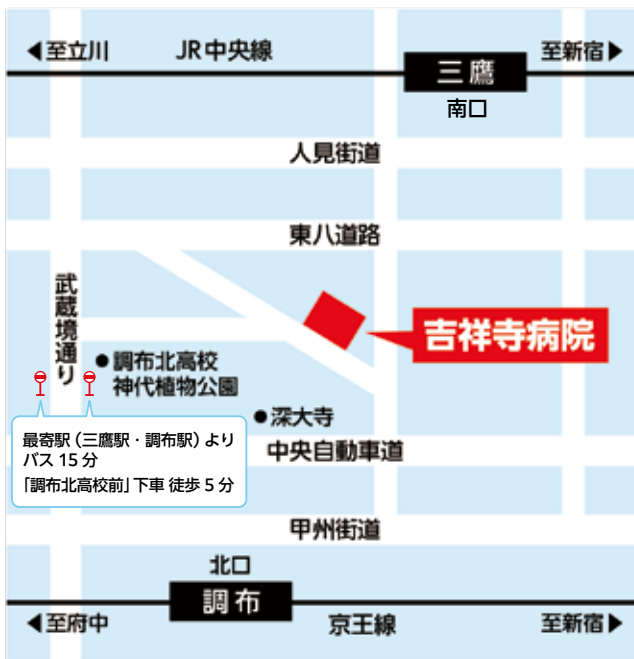 ◀至立川
JR中央線
至新宿▶
三鷹
南口
人見街道
東八道路
武蔵境通り
吉祥寺病院
●調布北高校
神代植物公園
●深大寺
最寄駅（三鷹駅・調布駅）より
バス 15 分
「調布北高校前」下車 徒歩 5 分
中央自動車道
甲州街道
北口
調布
◀至府中
京王線
至新宿▶